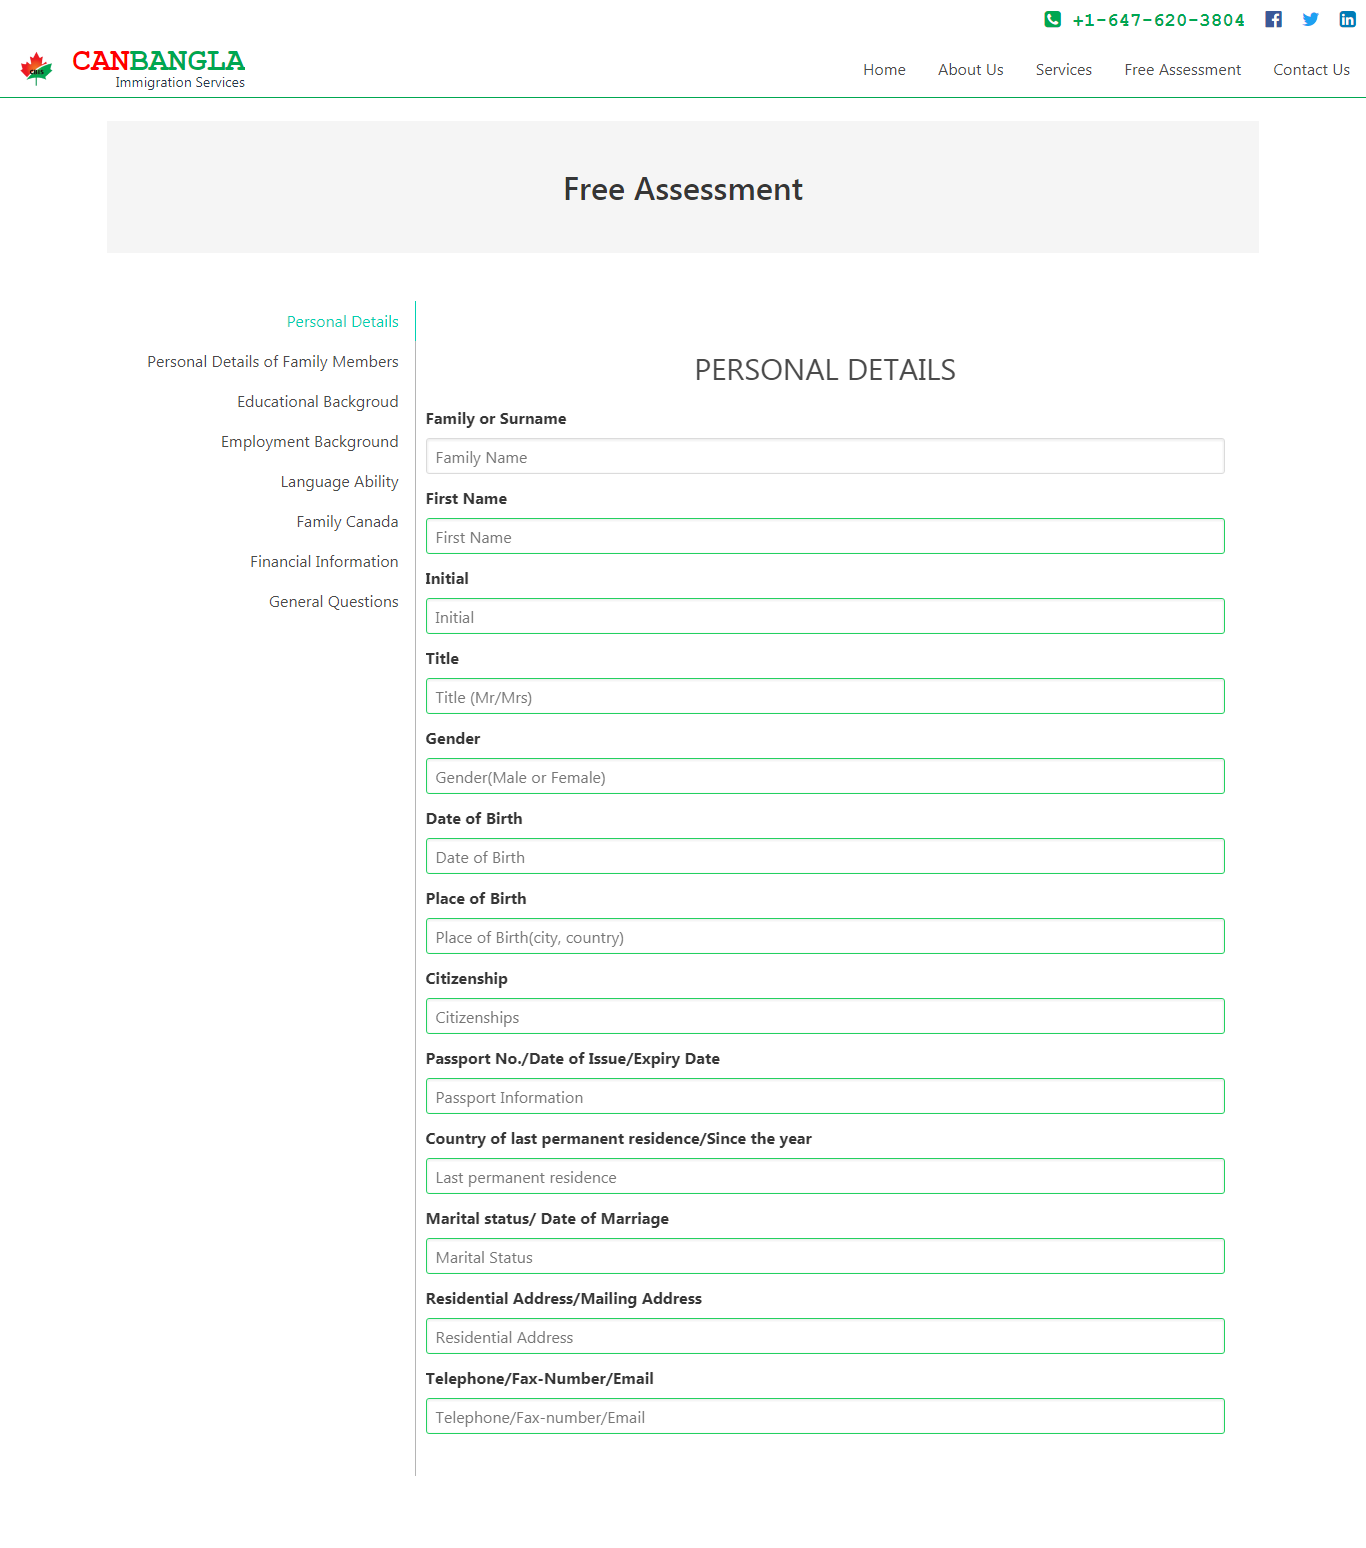 +1-647-620-3804
CBIS
CANBANGLA
Immigration Services
Home About Us Services Free Assessment Contact Us
Free Assessment
Personal Details
Personal Details of Family Members
Educational Backgroud
Employment Background
Language Ability
Family Canada
Financial Information
General Questions
PERSONAL DETAILS
Family or Surname
Family Name
First Name
First Name
Initial
Initial
Title
Title (Mr/Mrs)
Gender
Gender(Male or Female)
Date of Birth
Date of Birth
Place of Birth
Place of Birth(city, country)
Citizenship
Citizenships
Passport No./Date of Issue/Expiry Date
Passport Information
Country of last permanent residence/Since the year
Last permanent residence
Marital status/ Date of Marriage
Marital Status
Residential Address/Mailing Address
Residential Address
Telephone/Fax-Number/Email
Telephone/Fax-number/Email